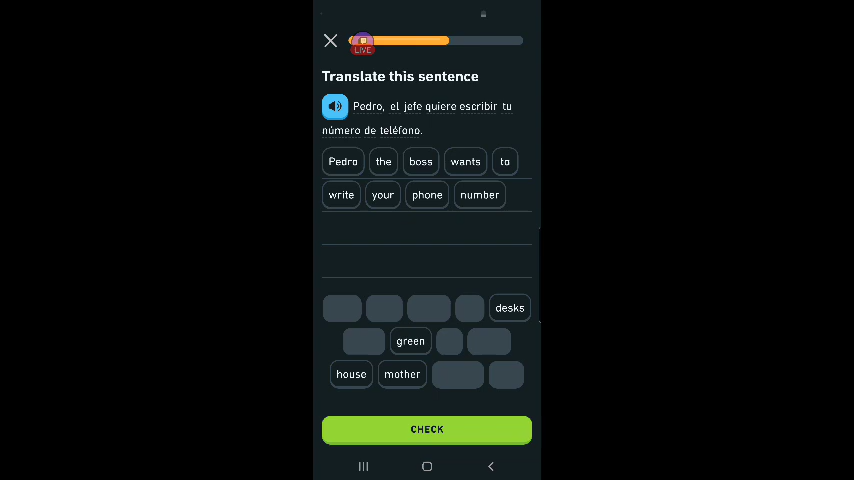 LIVE
Translate this sentence
Pedro, el jefe quiere escribir tu
número de teléfono.
Pedro the boss wants to
write your phone number
desks
green
house mother
CHECK